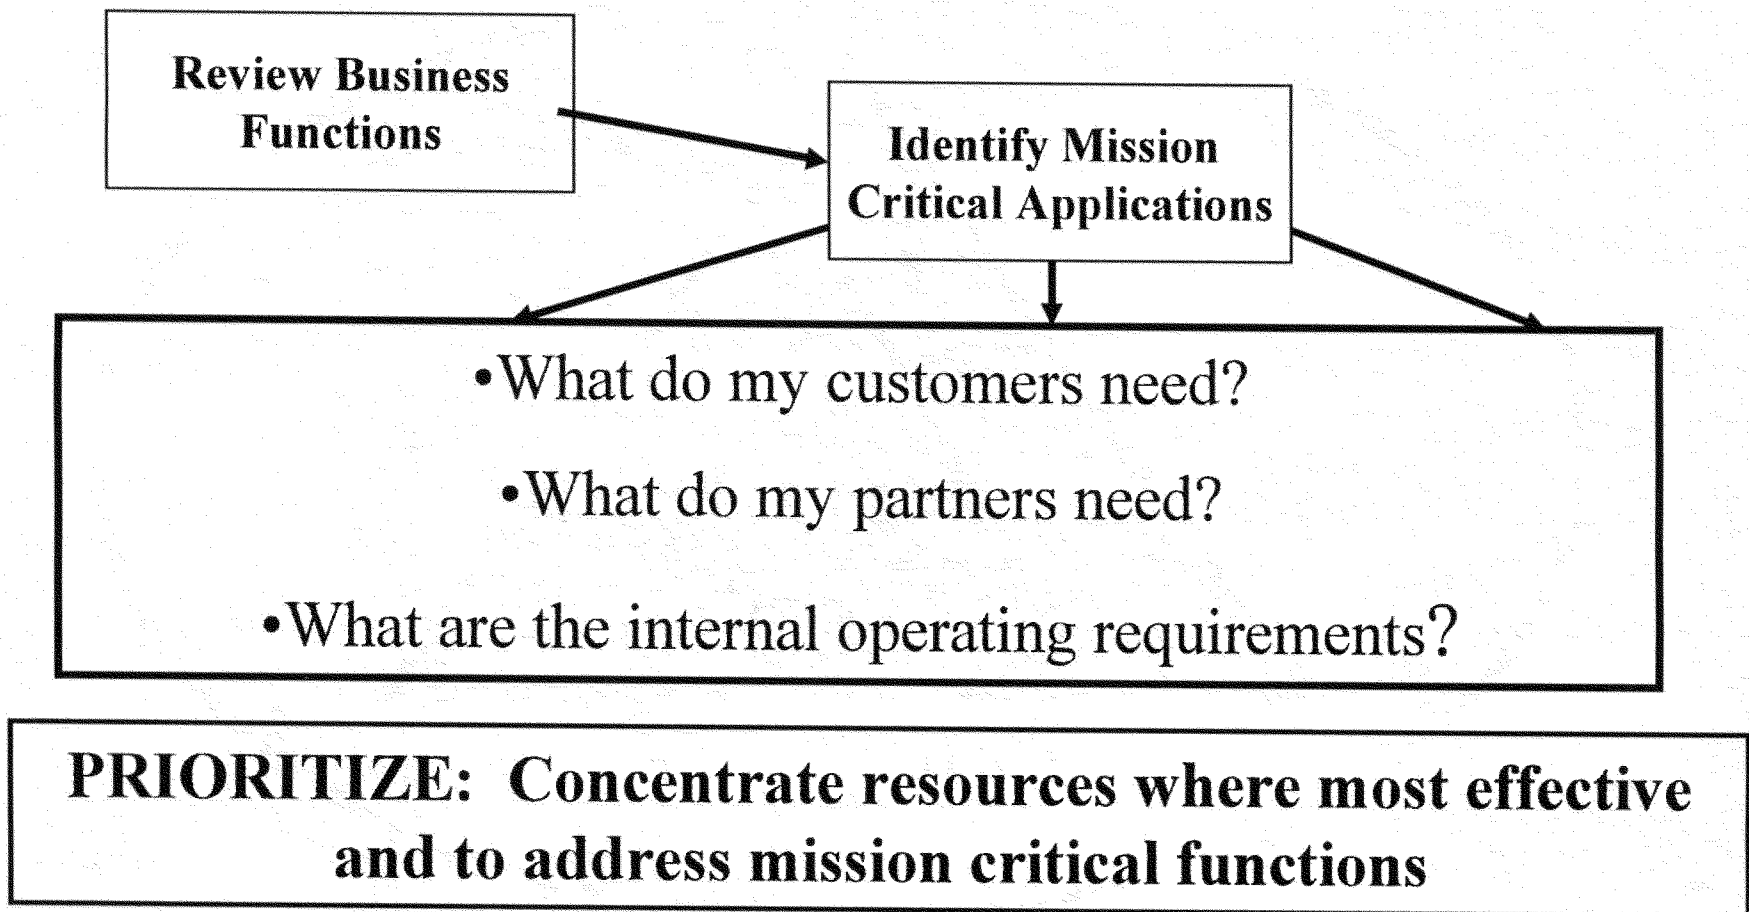 Review Business
Functions
Identify Mission
Critical Applications
•What do my customers need?
•What do my partners need?
•What are the internal operating requirements?
PRIORITIZE: Concentrate resources where most effective
and to address mission critical functions